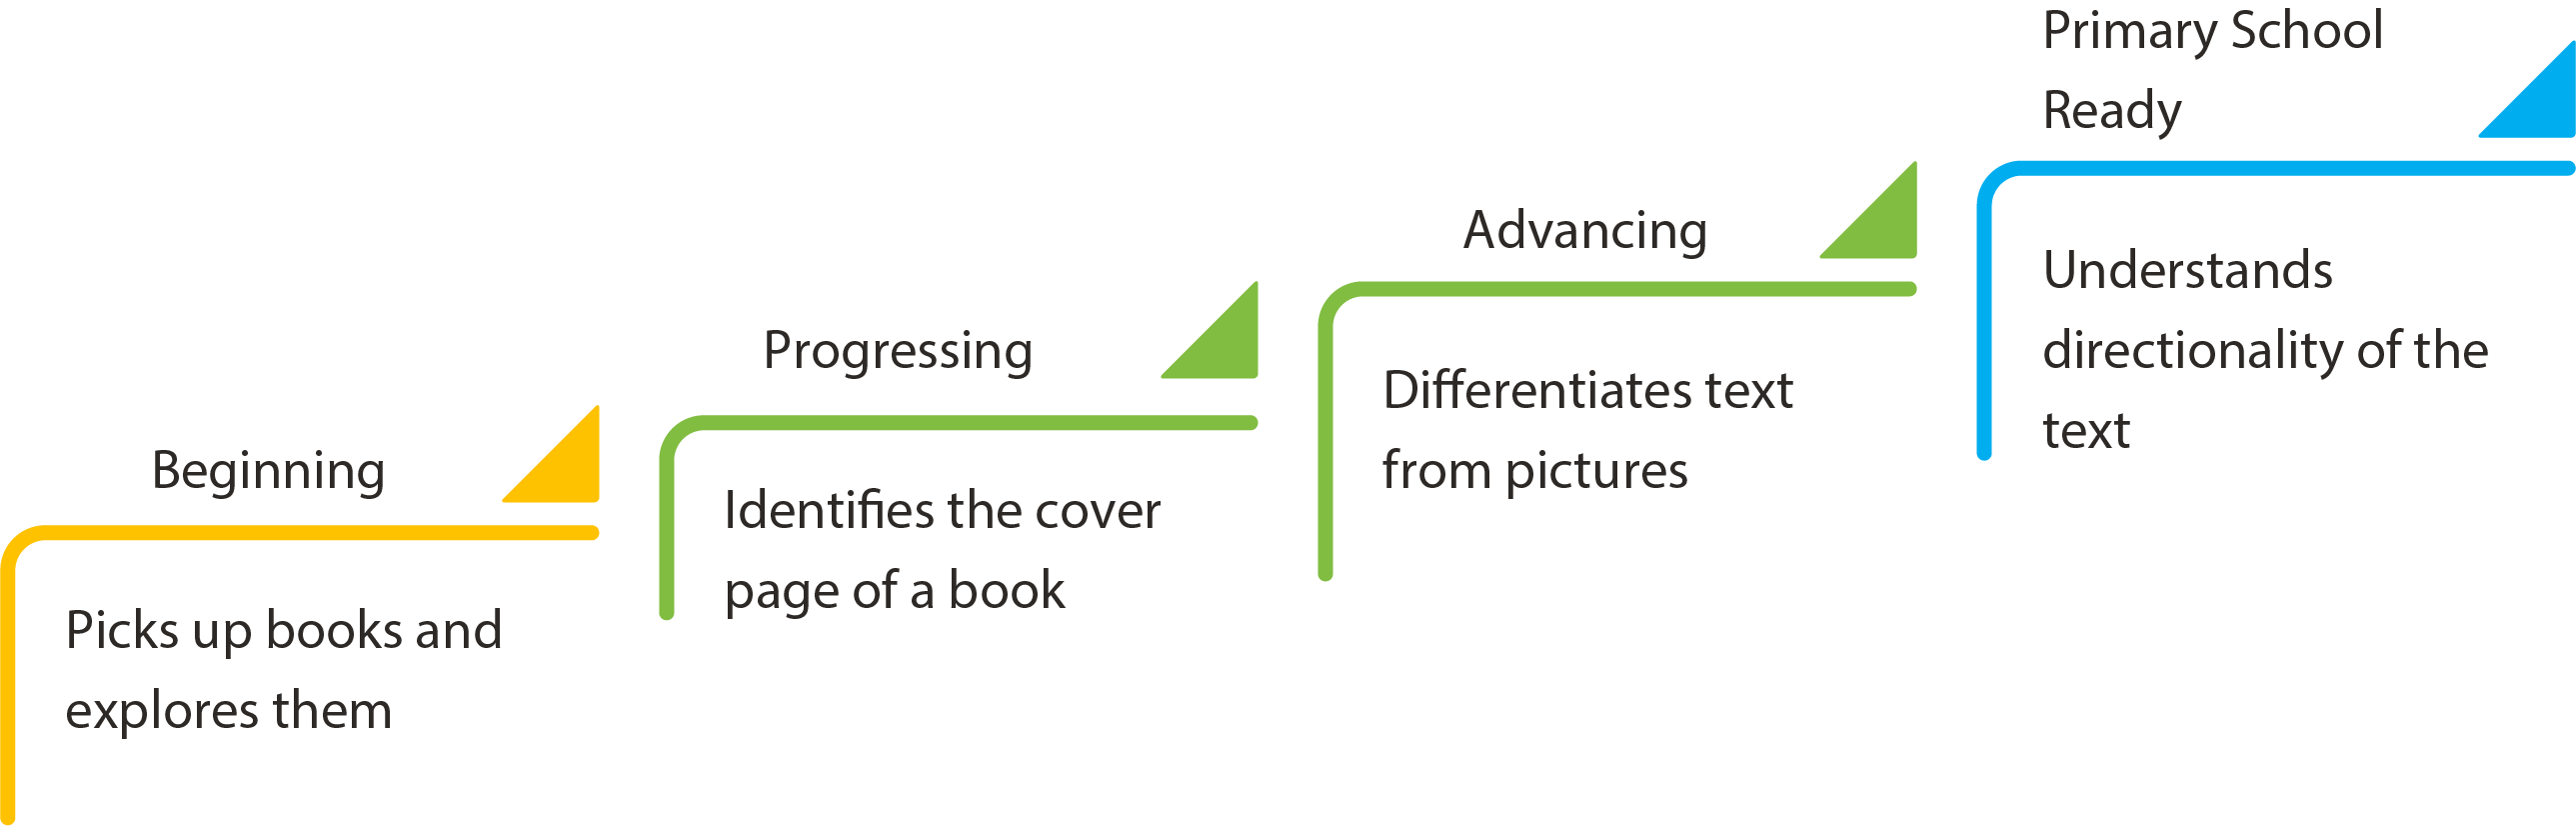 Beginning
Picks up books and
explores them
Progressing
Identifies the cover
page of a book
Advancing
Differentiates text
from pictures
Primary School
Ready
Understands
directionality of the
text